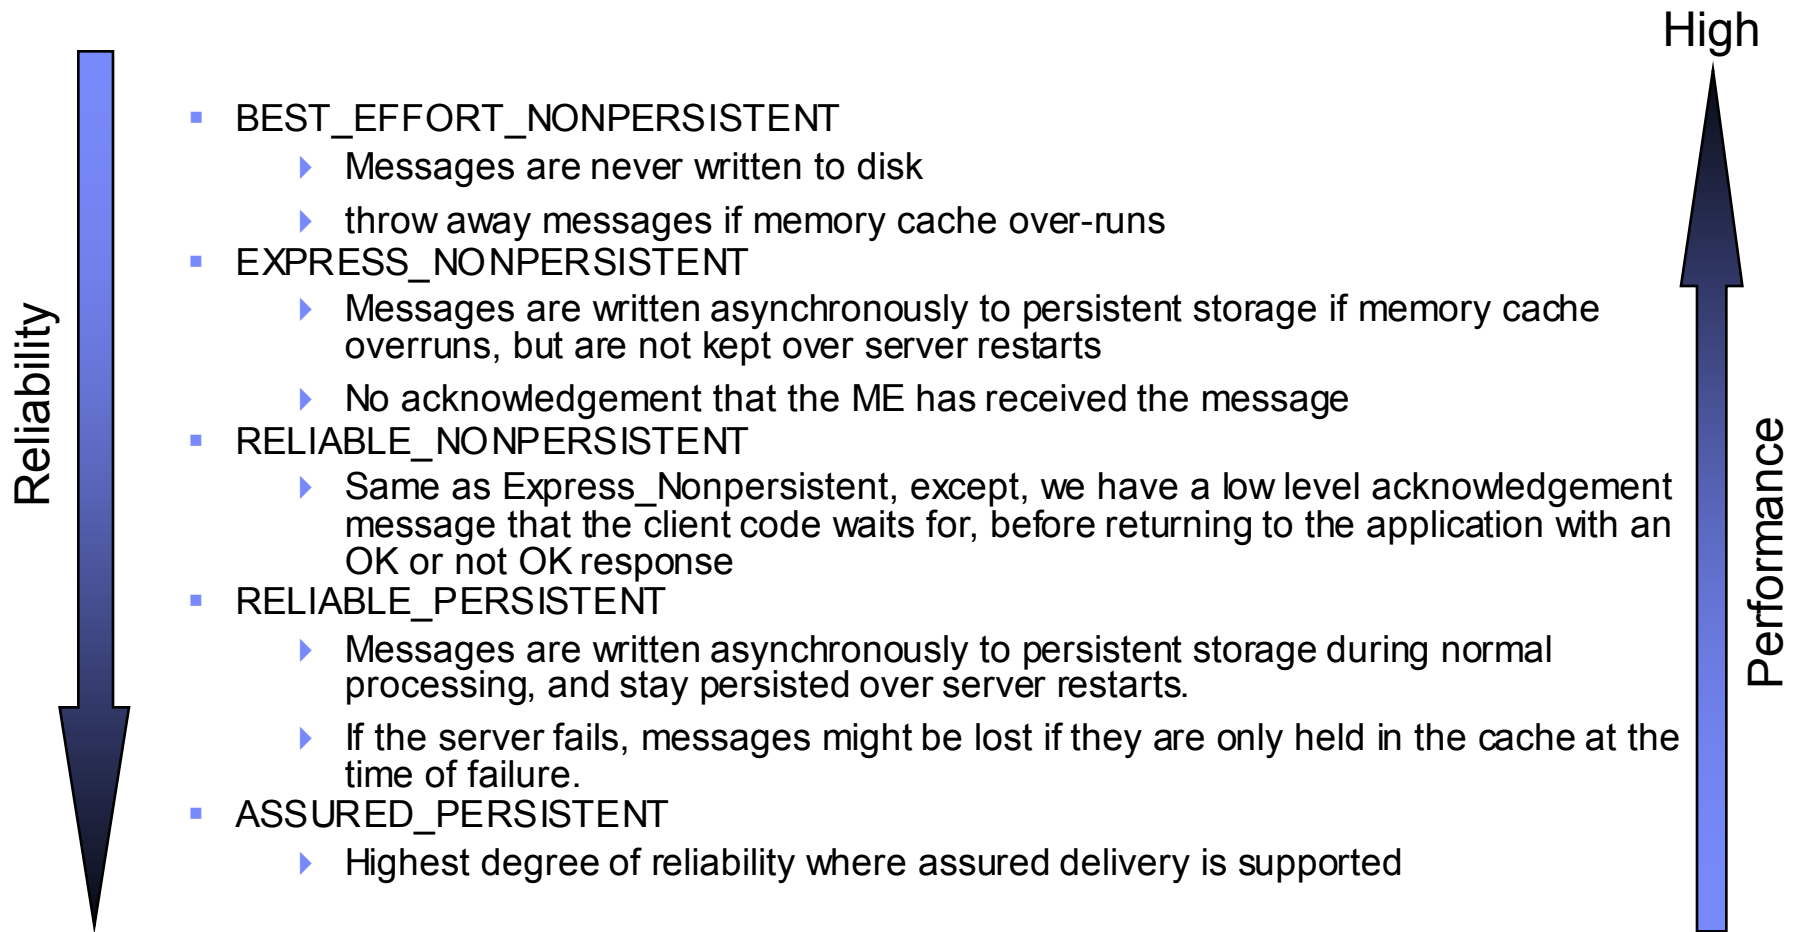 High
BEST_EFFORT_NONPERSISTENT
Messages are never written to disk
throw away messages if memory cache over-runs
EXPRESS_NONPERSISTENT
Messages are written asynchronously to persistent storage if memory cache
overruns, but are not kept over server restarts
No acknowledgement that the ME has received the message
RELIABLE_NONPERSISTENT
Same as Express_Nonpersistent, except, we have a low level acknowledgement
message that the client code waits for, before returning to the application with an
OK or not OK response
RELIABLE_PERSISTENT
Messages are written asynchronously to persistent storage during normal
processing, and stay persisted over server restarts.
If the server fails, messages might be lost if they are only held in the cache at the
time of failure.
ASSURED_PERSISTENT
Highest degree of reliability where assured delivery is supported
Reliability
Performance